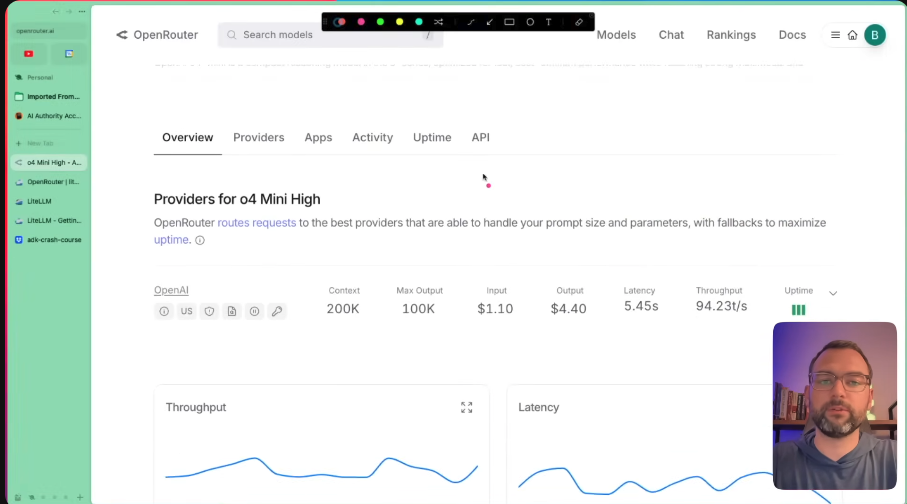 openrouter.ai
Personal
Imported From...
AI Authority Acc...
New Tab
o4 Mini High - A...
OpenRouter | lit...
LiteLLM
LiteLLM - Gettin...
adk-crash-course
OpenRouter
Search models
/
T
Models
Chat
Rankings
Docs
B
Overview
Providers
Apps
Activity
Uptime
API
Providers for o4 Mini High
OpenRouter routes requests to the best providers that are able to handle your prompt size and parameters, with fallbacks to maximize
uptime.
OpenAI
US
Context
200K
Max Output
100K
Input
$1.10
Output
$4.40
Latency
5.45s
Throughput
94.23t/s
Uptime
Throughput
Latency